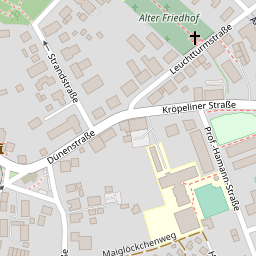 Alter Friedhof
Leuchtturmstraße
Strandstraße
Kröpeliner Straße
Dünenstraße
Prof.-Hamann-Straße
Maiglöckchenweg